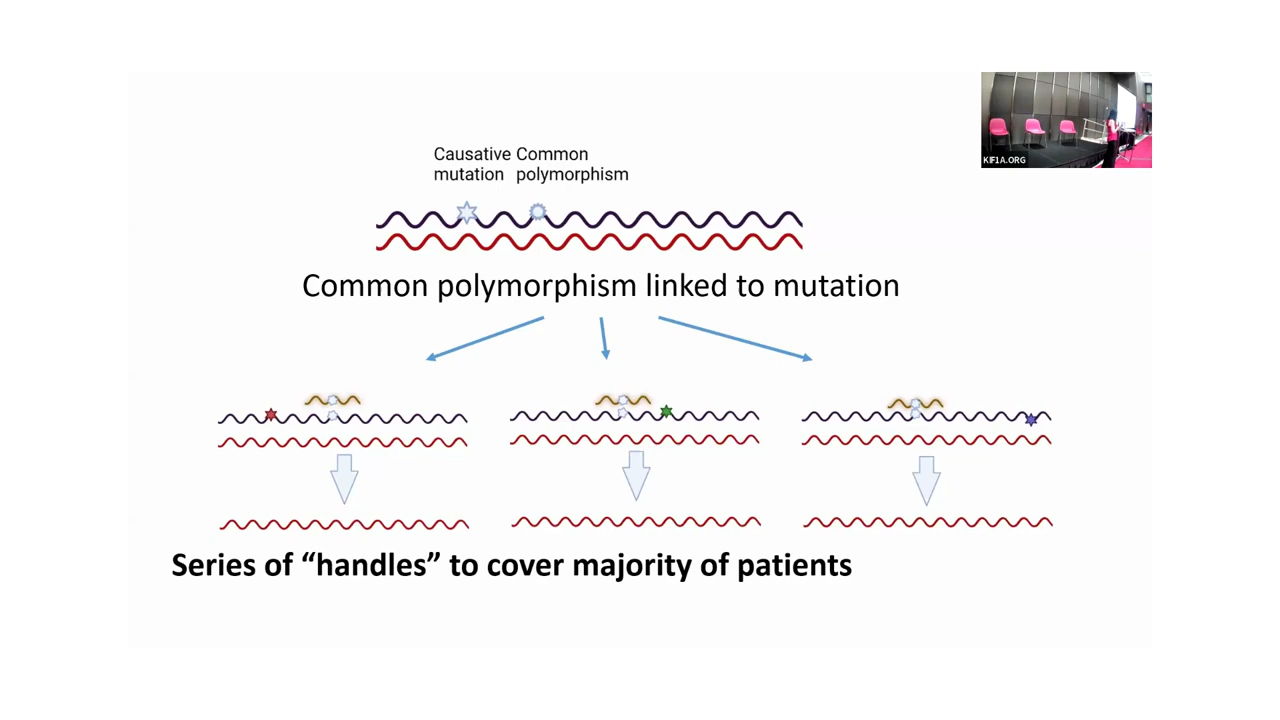 KIF1A.ORG
Causative Common
mutation polymorphism
Common polymorphism linked to mutation
Series of “handles” to cover majority of patients